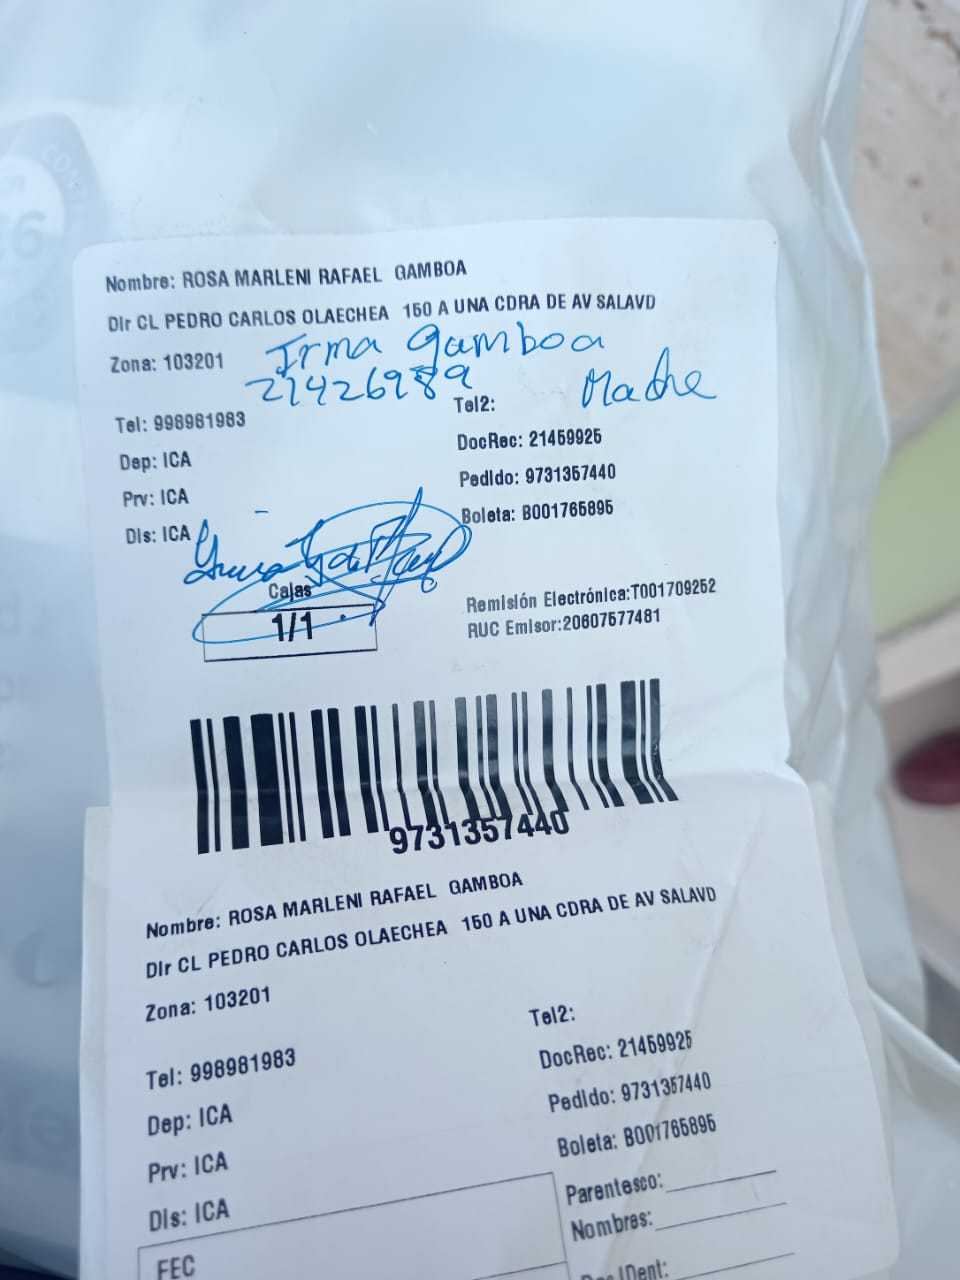 Nombre: ROSA MARLENI RAFAEL GAMBOA
Dir CL PEDRO CARLOS OLAECHEA 150 A UNA CDRA DE AV SALAVD
Zona: 103201
Irma Gamboa
21426989
Madre
Tel: 998981983
Tel2:
Dep: ICA
DocRec: 21459925
Prv: ICA
Pedido: 9731357440
Dis: ICA
Boleta: B001765895
Cajas
1/1
Remisión Electrónica:T001709252
RUC Emisor:20607577481
9731357440
Nombre: ROSA MARLENI RAFAEL GAMBOA
Dir CL PEDRO CARLOS OLAECHEA 150 A UNA CDRA DE AV SALAVD
Zona: 103201
Tel: 998981983
Tel2:
Dep: ICA
DocRec: 21459925
Prv: ICA
Pedido: 9731357440
Dis: ICA
Boleta: B001765895
Parentesco:
Nombres:
FEC